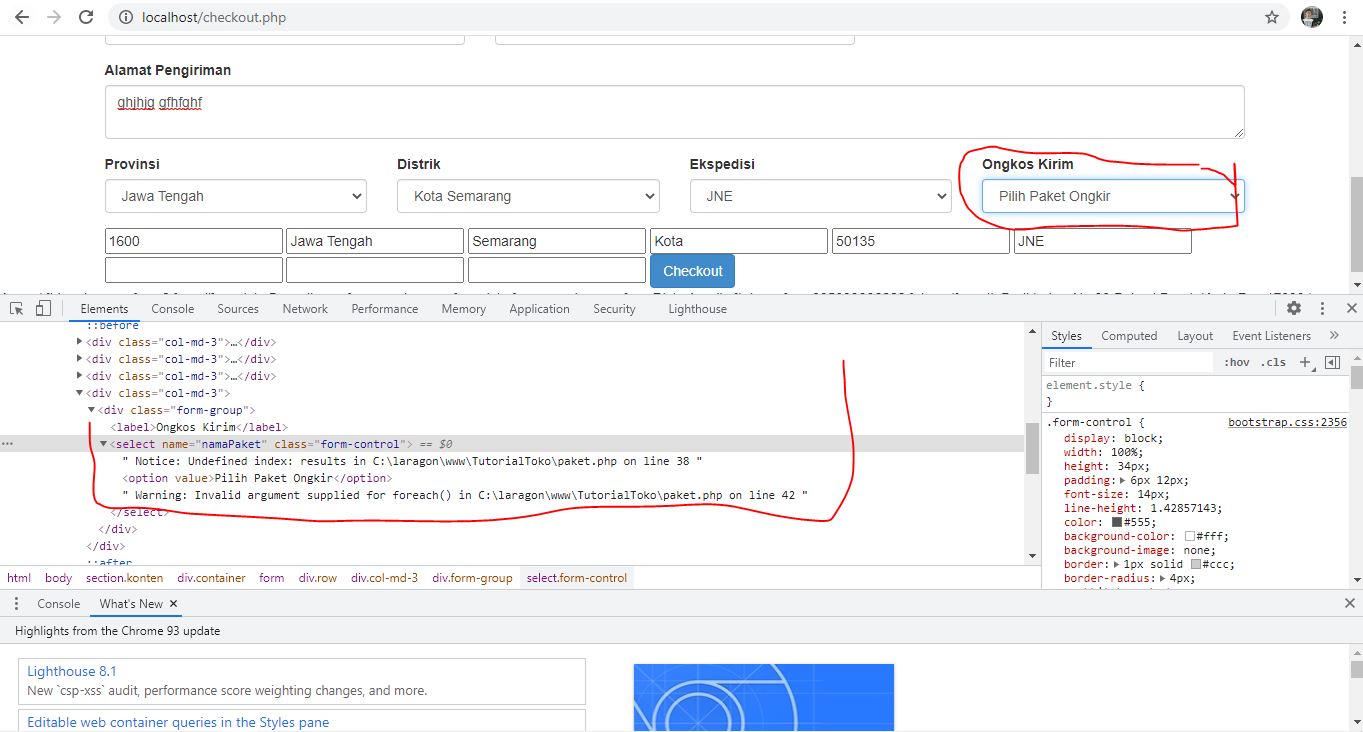 localhost/checkout.php
Alamat Pengiriman
ghjhjg gfhfghf
Provinsi Distrik Ekspedisi Ongkos Kirim
Jawa Tengah Kota Semarang JNE Pilih Paket Ongkir
1600 Jawa Tengah Semarang Kota 50135 JNE
Checkout
Elements Console Sources Network Performance Memory Application Security Lighthouse
::before
<div class="col-md-3">…</div>
<div class="col-md-3">…</div>
<div class="col-md-3">…</div>
<div class="col-md-3">
<div class="form-group">
<label>Ongkos Kirim</label>
<select name="namaPaket" class="form-control"> == $0
" Notice: Undefined index: results in C:\laragon\www\TutorialToko\paket.php on line 38 "
<option value>Pilih Paket Ongkir</option>
" Warning: Invalid argument supplied for foreach() in C:\laragon\www\TutorialToko\paket.php on line 42 "
</select>
</div>
</div>
::after
html body section.konten div.container form div.row div.col-md-3 div.form-group select.form-control
Styles Computed Layout Event Listeners »
Filter :hov .cls +
element.style {
}
.form-control { bootstrap.css:2356
display: block;
width: 100%;
height: 34px;
padding: 6px 12px;
font-size: 14px;
line-height: 1.42857143;
color: #555;
background-color: #fff;
background-image: none;
border: 1px solid #ccc;
border-radius: 4px;
Console What's New
Highlights from the Chrome 93 update
Lighthouse 8.1
New `csp-xss` audit, performance score weighting changes, and more.
Editable web container queries in the Styles pane